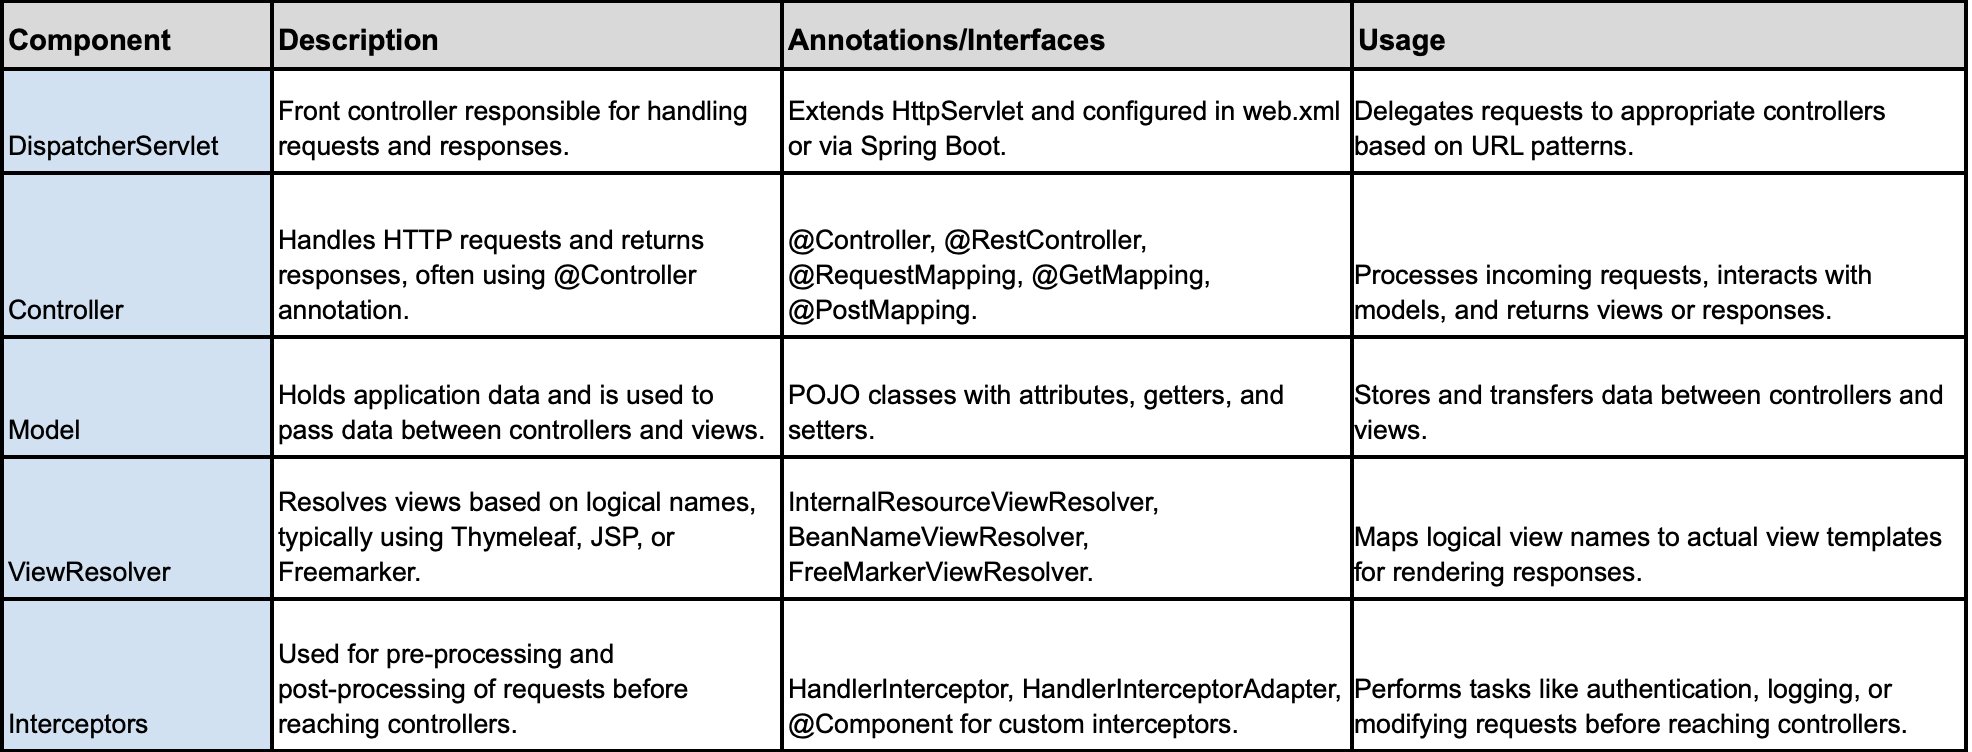 Component
Description
Annotations/Interfaces
Usage
DispatcherServlet
Front controller responsible for handling
requests and responses.
Extends HttpServlet and configured in web.xml
or via Spring Boot.
Delegates requests to appropriate controllers
based on URL patterns.
Controller
Handles HTTP requests and returns
responses, often using @Controller
annotation.
@Controller, @RestController,
@RequestMapping, @GetMapping,
@PostMapping.
Processes incoming requests, interacts with
models, and returns views or responses.
Model
Holds application data and is used to
pass data between controllers and views.
POJO classes with attributes, getters, and
setters.
Stores and transfers data between controllers and
views.
ViewResolver
Resolves views based on logical names,
typically using Thymeleaf, JSP, or
Freemarker.
InternalResourceViewResolver,
BeanNameViewResolver,
FreeMarkerViewResolver.
Maps logical view names to actual view templates
for rendering responses.
Interceptors
Used for pre-processing and
post-processing of requests before
reaching controllers.
HandlerInterceptor, HandlerInterceptorAdapter,
@Component for custom interceptors.
Performs tasks like authentication, logging, or
modifying requests before reaching controllers.